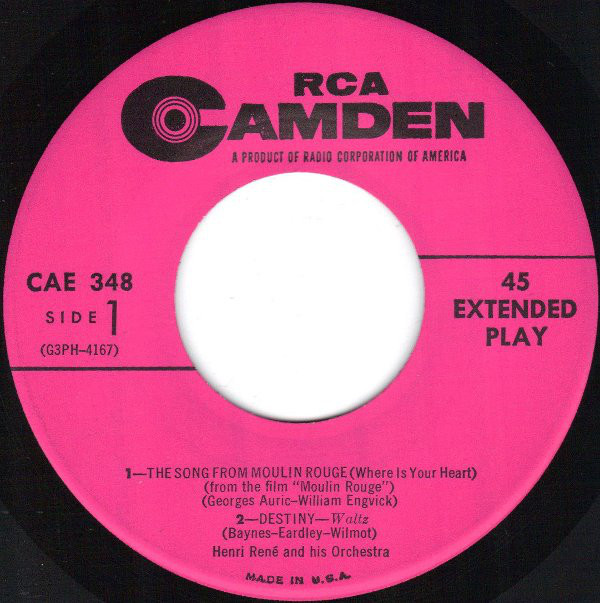 RCA
CAMDEN
A PRODUCT OF RADIO CORPORATION OF AMERICA
CAE 348
SIDE 1
(G3PH–4167)
45
EXTENDED
PLAY
1—THE SONG FROM MOULIN ROUGE (Where Is Your Heart)
(from the film "Moulin Rouge")
(Georges Auric–William Engvick)
2—DESTINY—Waltz
(Baynes–Eardley–Wilmot)
Henri René and his Orchestra
MADE IN U.S.A.